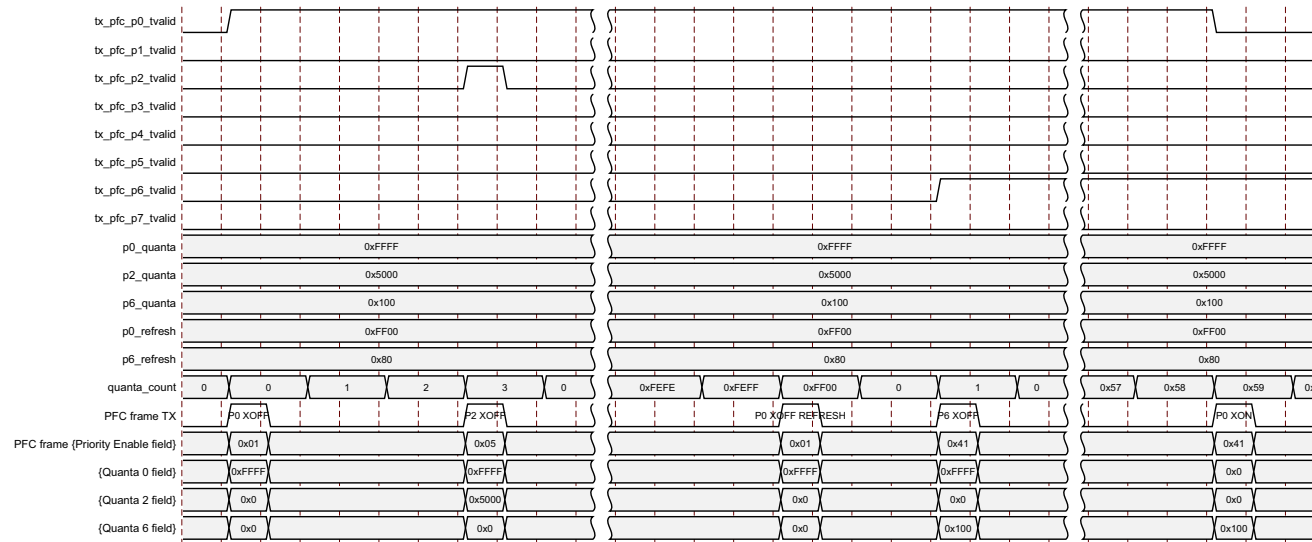 tx_pfc_p0_tvalid
tx_pfc_p1_tvalid
tx_pfc_p2_tvalid
tx_pfc_p3_tvalid
tx_pfc_p4_tvalid
tx_pfc_p5_tvalid
tx_pfc_p6_tvalid
tx_pfc_p7_tvalid
p0_quanta 0xFFFF 0xFFFF 0xFFFF
p2_quanta 0x5000 0x5000 0x5000
p6_quanta 0x100 0x100 0x100
p0_refresh 0xFF00 0xFF00 0xFF00
p6_refresh 0x80 0x80 0x80
quanta_count 0 0 1 2 3 0 0xFEFE 0xFEFF 0xFF00 0 1 0 0x57 0x58 0x59
PFC frame TX P0 XOFF P2 XOFF P0 XOFF REFRESH P6 XOFF P0 XON
PFC frame {Priority Enable field} 0x01 0x05 0x01 0x41 0x41
{Quanta 0 field} 0xFFFF 0xFFFF 0xFFFF 0xFFFF 0x0
{Quanta 2 field} 0x0 0x5000 0x0 0x0 0x0
{Quanta 6 field} 0x0 0x0 0x0 0x100 0x100